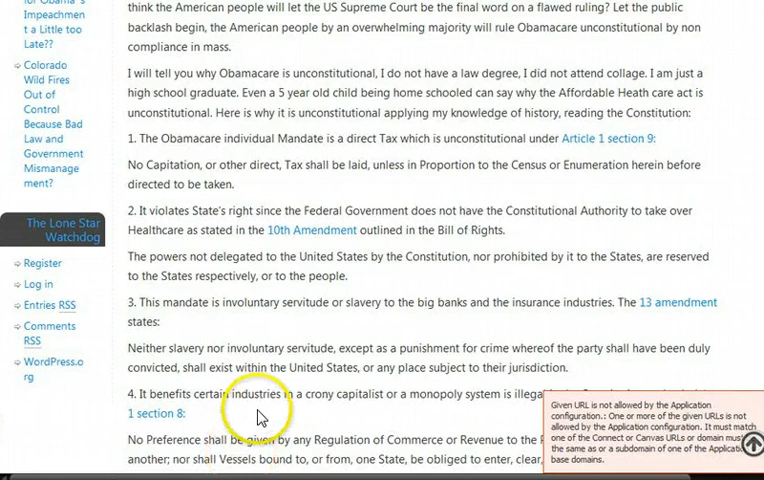 for Obama's
Impeachmen
t a Little too
Late??
Colorado
Wild Fires
Out of
Control
Because Bad
Law and
Government
Mismanage
ment?
The Lone Star
Watchdog
Register
Log in
Entries RSS
Comments
RSS
WordPress.o
rg
think the American people will let the US Supreme Court be the final word on a flawed ruling? Let the public
backlash begin, the American people by an overwhelming majority will rule Obamacare unconstitutional by non
compliance in mass.
I will tell you why Obamacare is unconstitutional, I do not have a law degree, I did not attend collage. I am just a
high school graduate. Even a 5 year old child being home schooled can say why the Affordable Heath care act is
unconstitutional. Here is why it is unconstitutional applying my knowledge of history, reading the Constitution:
1. The Obamacare individual Mandate is a direct Tax which is unconstitutional under Article 1 section 9:
No Capitation, or other direct, Tax shall be laid, unless in Proportion to the Census or Enumeration herein before
directed to be taken.
2. It violates State's right since the Federal Government does not have the Constitutional Authority to take over
Healthcare as stated in the 10th Amendment outlined in the Bill of Rights.
The powers not delegated to the United States by the Constitution, nor prohibited by it to the States, are reserved
to the States respectively, or to the people.
3. This mandate is involuntary servitude or slavery to the big banks and the insurance industries. The 13 amendment
states:
Neither slavery nor involuntary servitude, except as a punishment for crime whereof the party shall have been duly
convicted, shall exist within the United States, or any place subject to their jurisdiction.
4. It benefits certain industries in a crony capitalist or a monopoly system is illega
1 section 8:
No Preference shall be given by any Regulation of Commerce or Revenue to the
another; nor shall Vessels bound to, or from, one State, be obliged to enter, clear,
Given URL is not allowed by the Application
configuration.: One or more of the given URLs is not
allowed by the Application configuration. It must match
one of the Connect or Canvas URLs or domain must
the same as or a subdomain of one of the Applicati
base domains.